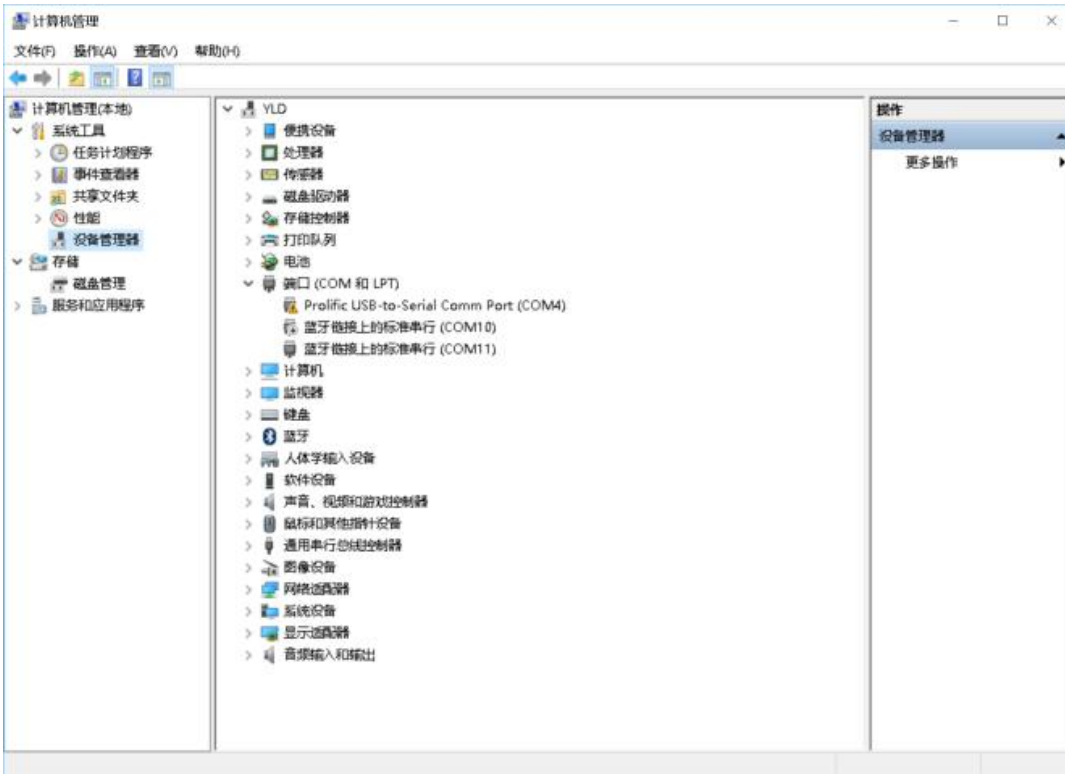 计算机管理
文件(F) 操作(A) 查看(V) 帮助(H)
计算机管理(本地)
系统工具
任务计划程序
事件查看器
共享文件夹
性能
设备管理器
存储
磁盘管理
服务和应用程序
YLD
便携设备
处理器
传感器
磁盘驱动器
存储控制器
打印队列
电池
端口 (COM 和 LPT)
Prolific USB-to-Serial Comm Port (COM4)
蓝牙链接上的标准串行 (COM10)
蓝牙链接上的标准串行 (COM11)
计算机
监视器
键盘
蓝牙
人体学输入设备
软件设备
声音、视频和游戏控制器
鼠标和其他指针设备
通用串行总线控制器
图像设备
网络适配器
系统设备
显示适配器
音频输入和输出
操作
设备管理器
更多操作